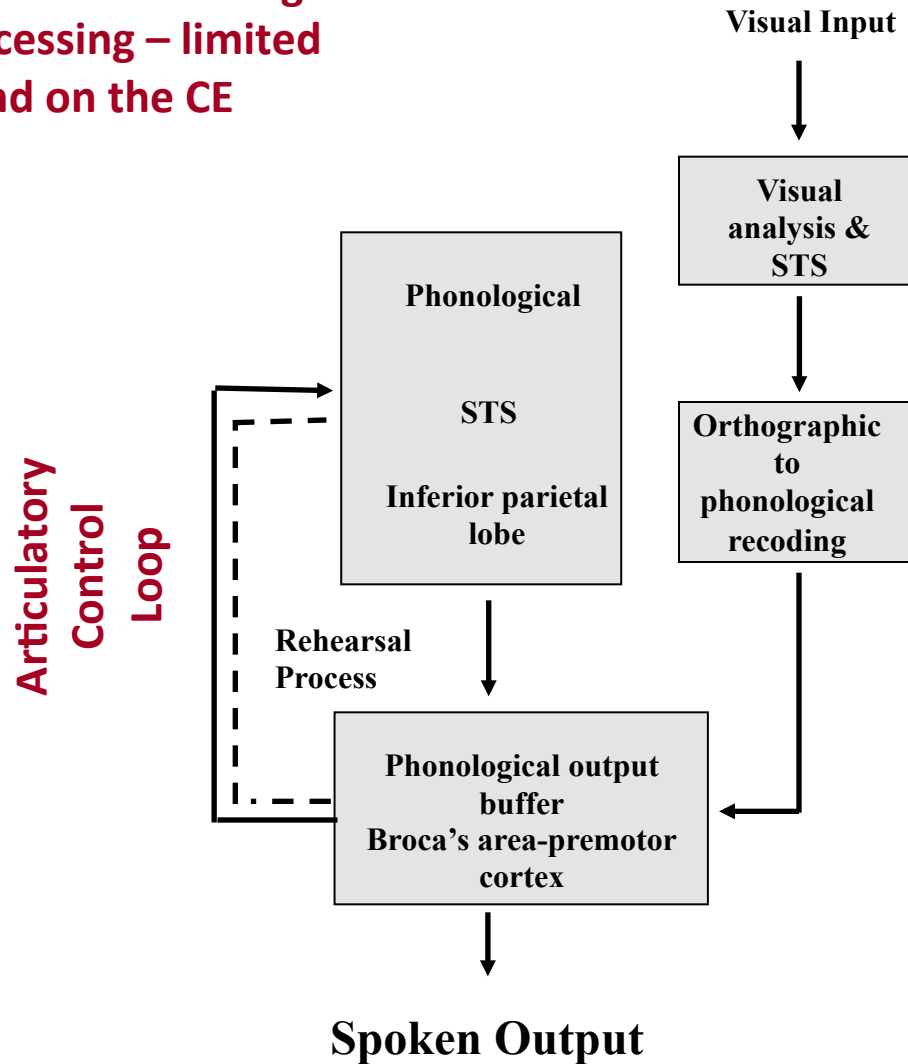 cessing – limited
nd on the CE
Visual Input
Visual
analysis &
STS
Phonological
STS
Inferior parietal
lobe
Orthographic
to
phonological
recoding
Articulatory
Control
Loop
Rehearsal
Process
Phonological output
buffer
Broca’s area-premotor
cortex
Spoken Output